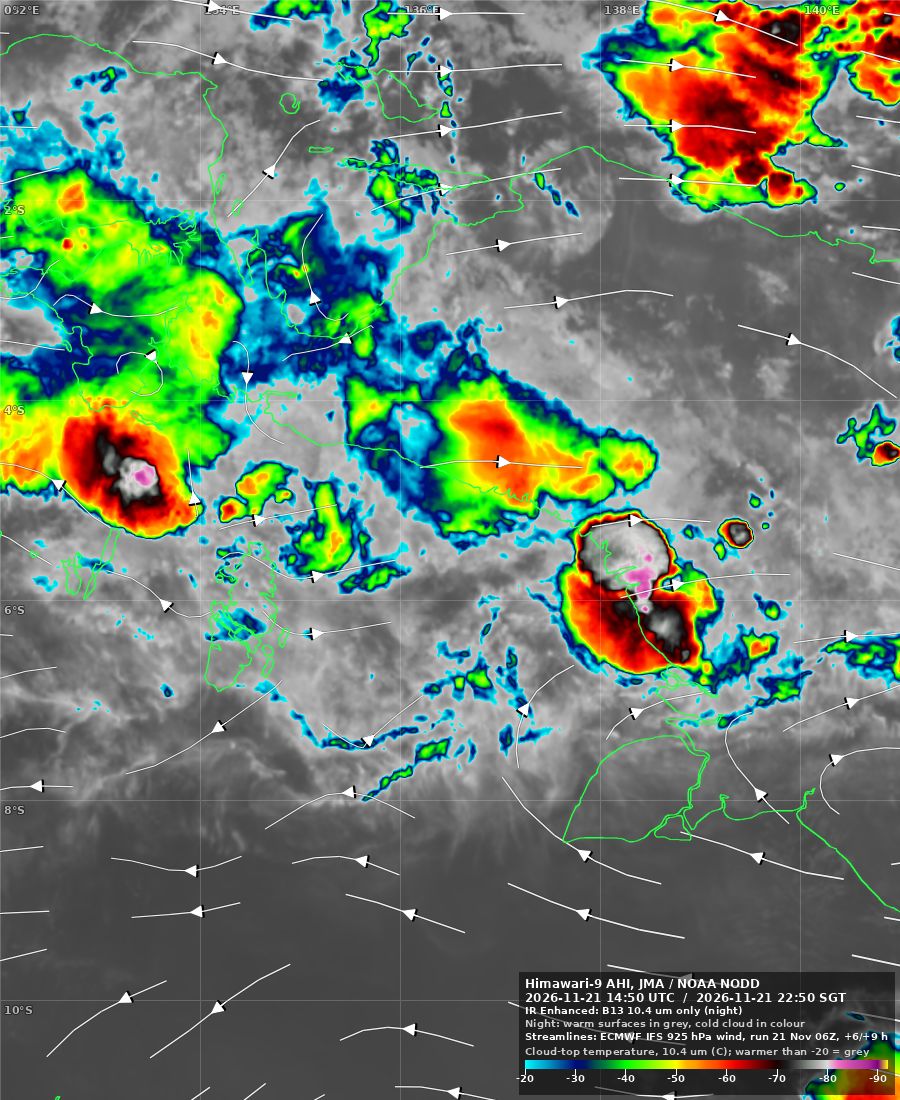 092°E 134°E 136°E 138°E 140°E
2°S
4°S
6°S
8°S
10°S
Himawari-9 AHI, JMA / NOAA NODD
2026-11-21 14:50 UTC / 2026-11-21 22:50 SGT
IR Enhanced: B13 10.4 um only (night)
Night: warm surfaces in grey, cold cloud in colour
Streamlines: ECMWF IFS 925 hPa wind, run 21 Nov 06Z, +6/+9 h
Cloud-top temperature, 10.4 um (C); warmer than -20 = grey
-20 -30 -40 -50 -60 -70 -80 -90